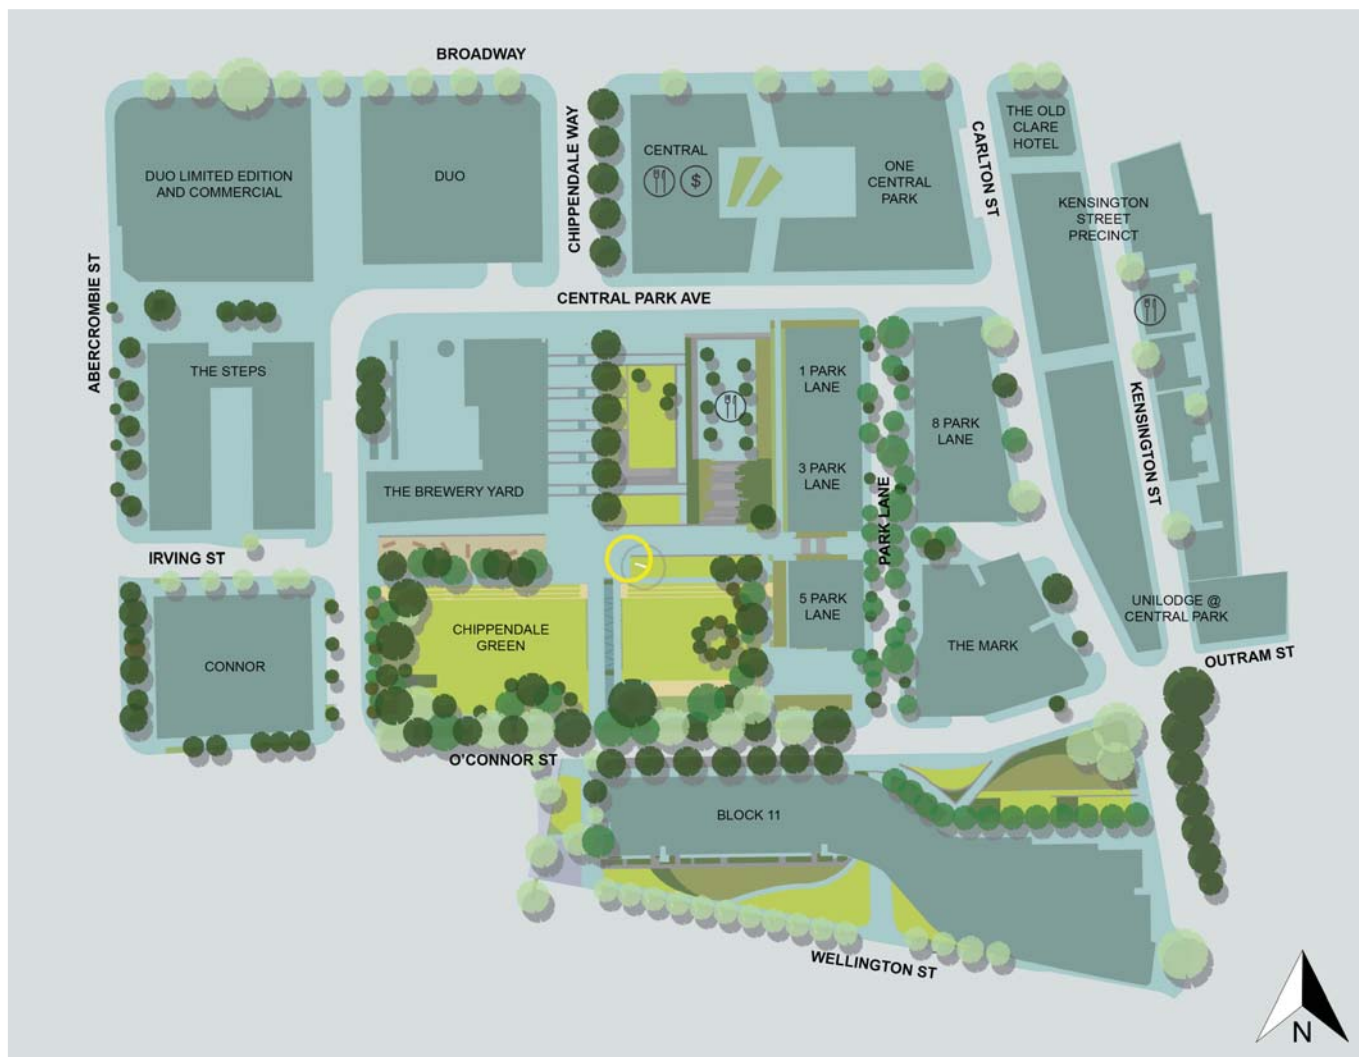 BROADWAY
DUO LIMITED EDITION
AND COMMERCIAL
DUO
CHIPPENDALE WAY
CENTRAL
$
ONE
CENTRAL
PARK
CARLTON ST
THE OLD
CLARE
HOTEL
KENSINGTON
STREET
PRECINCT
ABERCROMBIE ST
CENTRAL PARK AVE
THE STEPS
1 PARK
LANE
8 PARK
LANE
KENSINGTON ST
3 PARK
LANE
THE BREWERY YARD
PARK LANE
IRVING ST
5 PARK
LANE
UNILODGE @
CENTRAL PARK
CHIPPENDALE
GREEN
THE MARK
CONNOR
OUTRAM ST
O'CONNOR ST
BLOCK 11
WELLINGTON ST
N